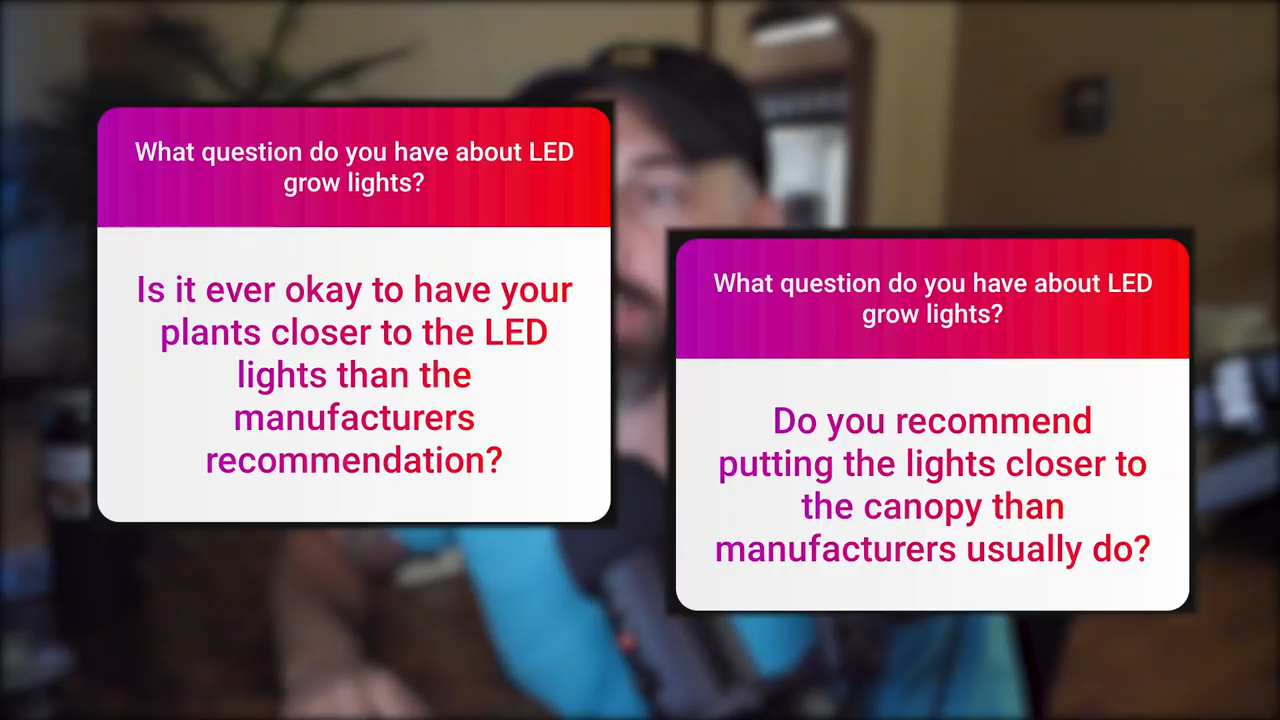 What question do you have about LED
grow lights?
Is it ever okay to have your
plants closer to the LED
lights than the
manufacturers
recommendation?
What question do you have about LED
grow lights?
Do you recommend
putting the lights closer to
the canopy than
manufacturers usually do?